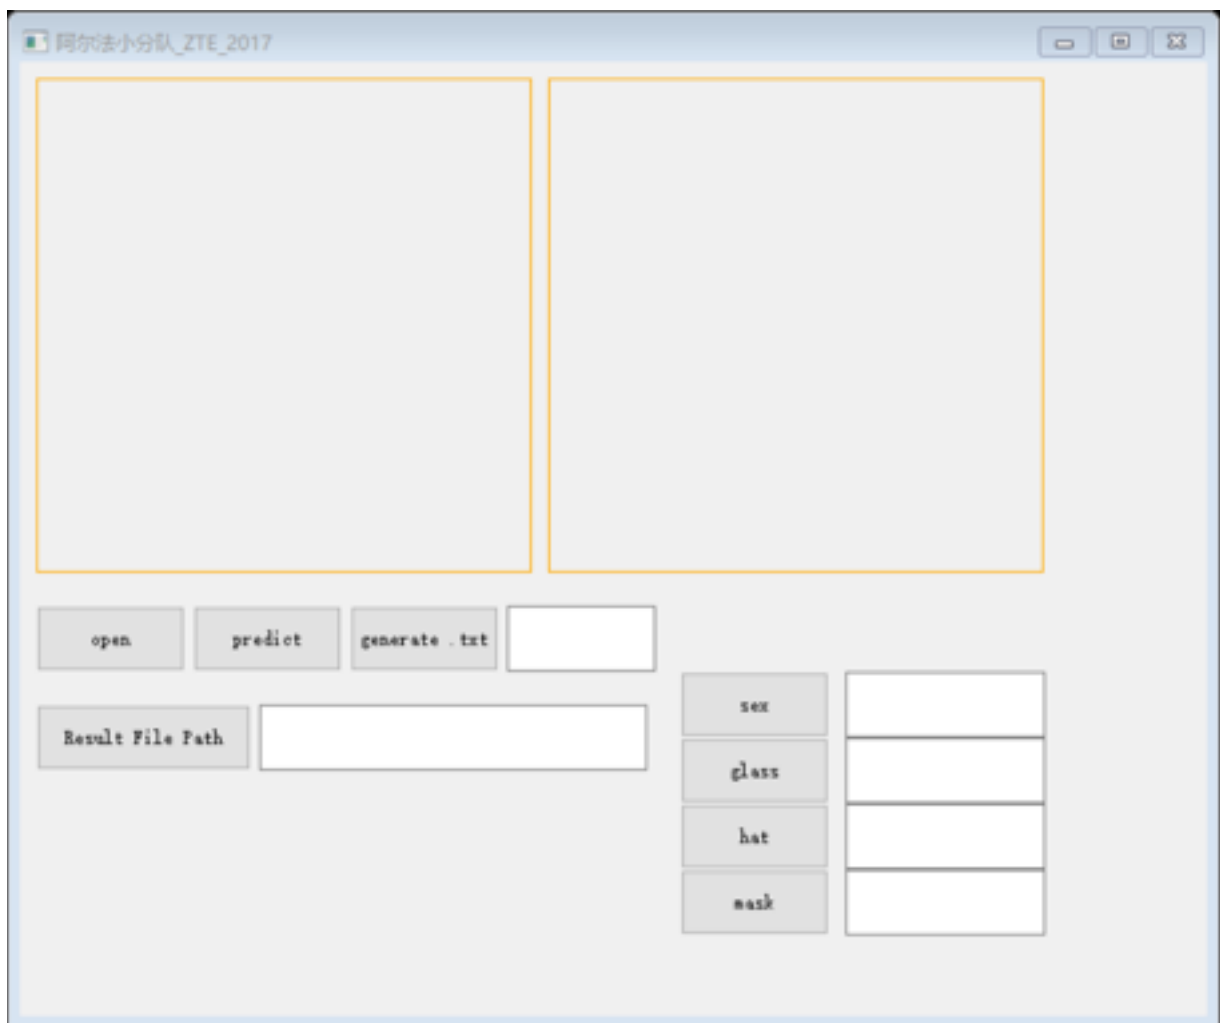 阿尔法小分队_ZTE_2017
open
predict
generate .txt
Result File Path
sex
glass
hat
mask